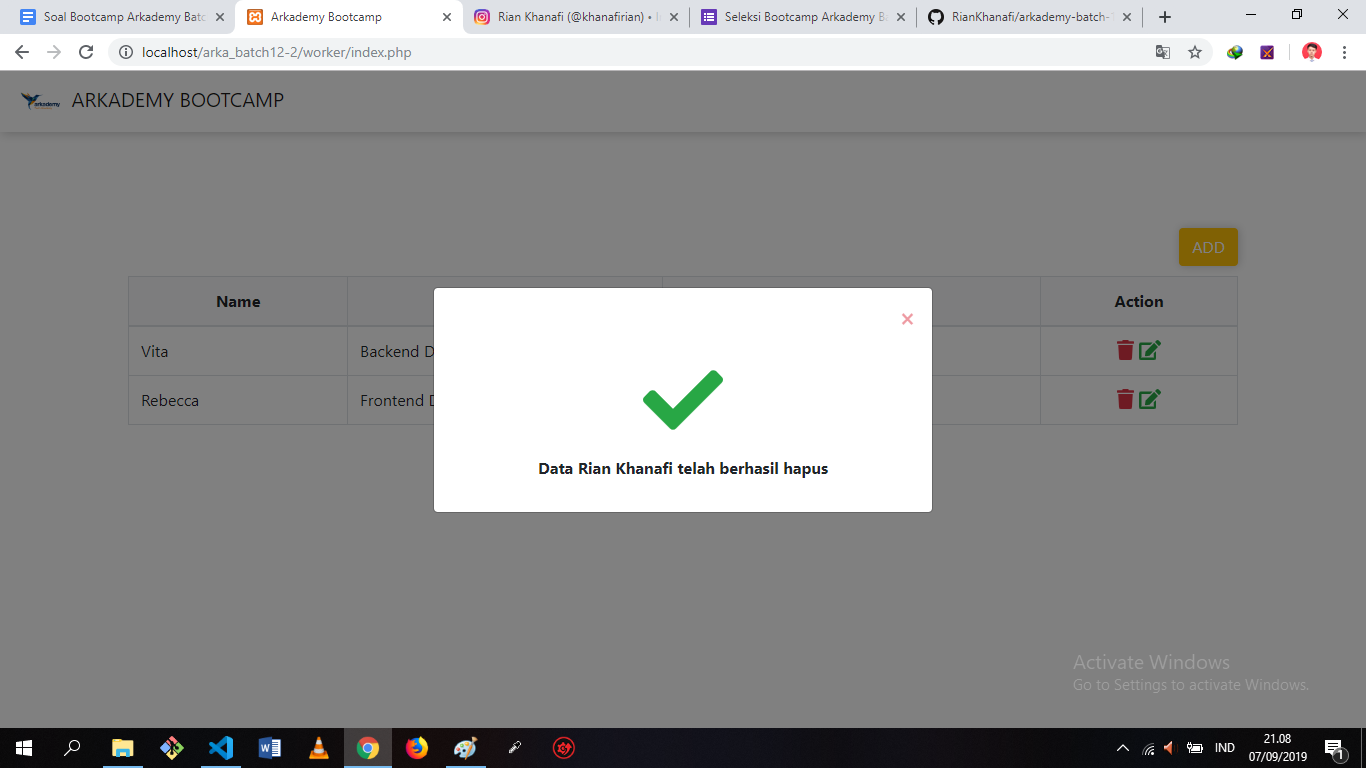 Soal Bootcamp Arkademy Batc
Arkademy Bootcamp
Rian Khanafi (@khanafirian) •
Seleksi Bootcamp Arkademy B
RianKhanafi/arkademy-batch-
localhost/arka_batch12-2/worker/index.php
arkademy
ARKADEMY BOOTCAMP
ADD
Name
Action
Vita
Backend D
Rebecca
Frontend D
Data Rian Khanafi telah berhasil hapus
Activate Windows
Go to Settings to activate Windows.
IND
21.08
07/09/2019
1